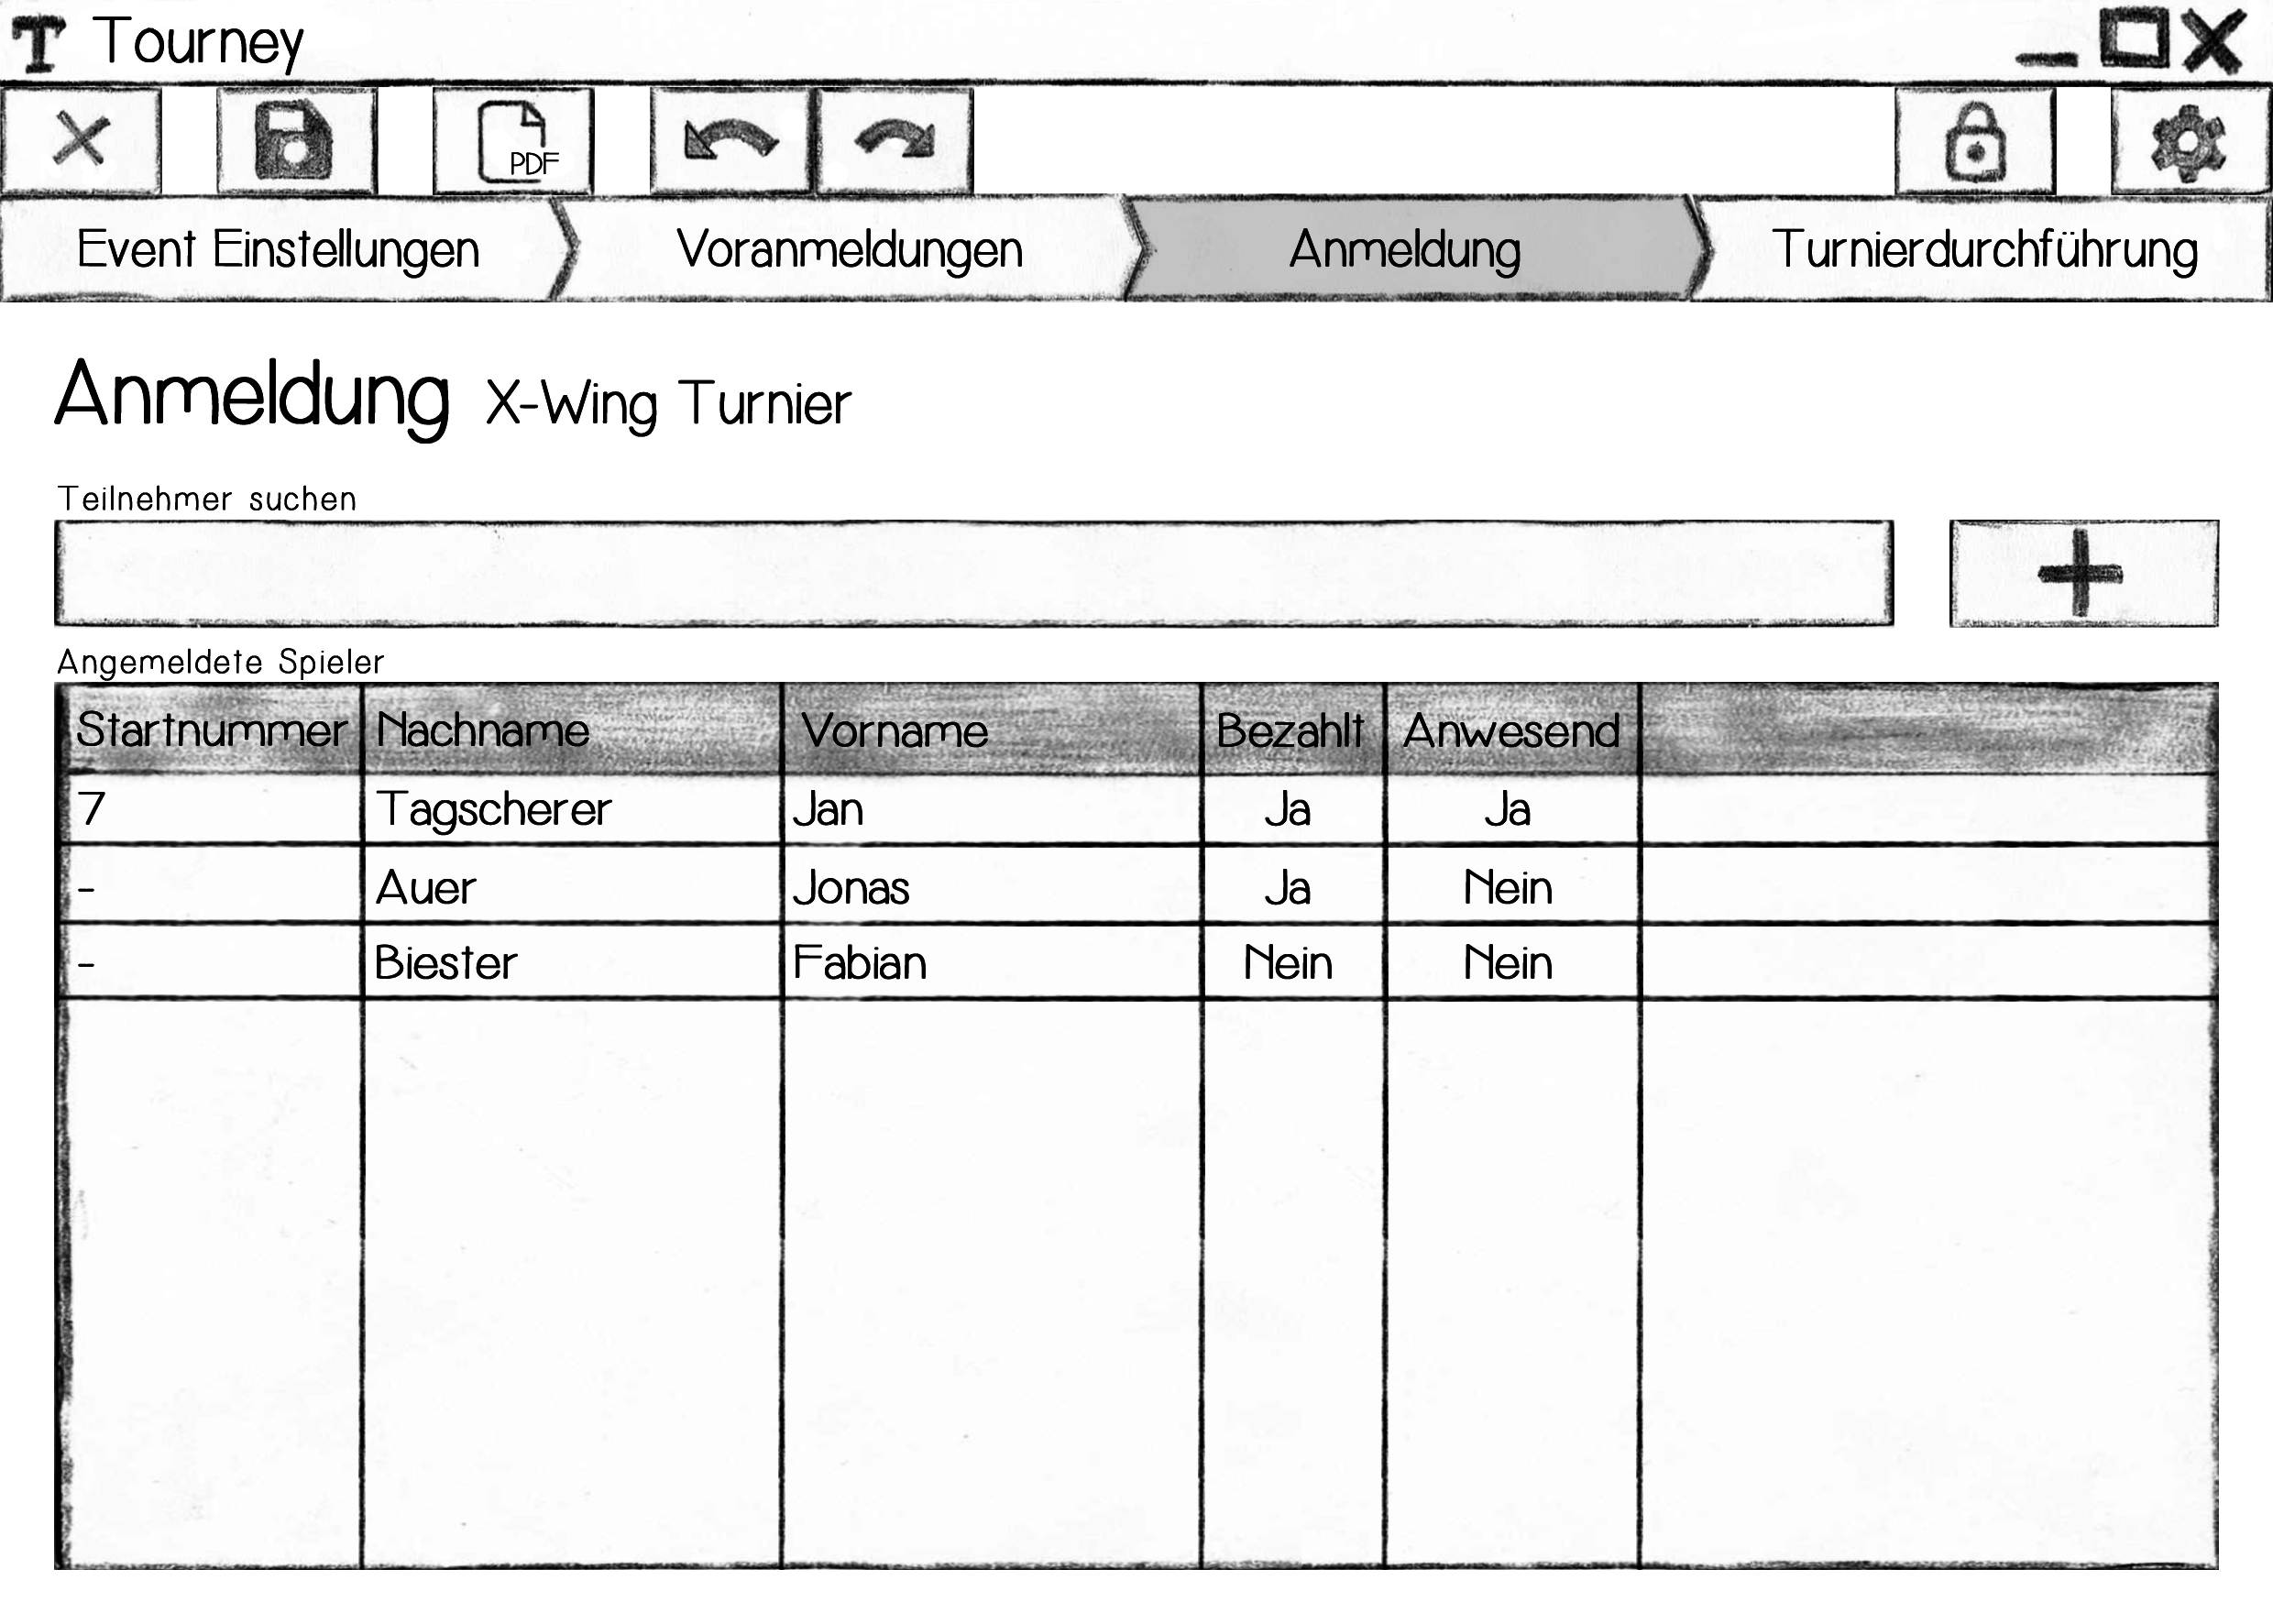 T Tourney
PDF
Event Einstellungen Voranmeldungen Anmeldung Turnierdurchführung
Anmeldung X-Wing Turnier
Teilnehmer suchen
Angemeldete Spieler
Startnummer Nachname Vorname Bezahlt Anwesend
7 Tagscherer Jan Ja Ja
- Auer Jonas Ja Nein
- Biester Fabian Nein Nein